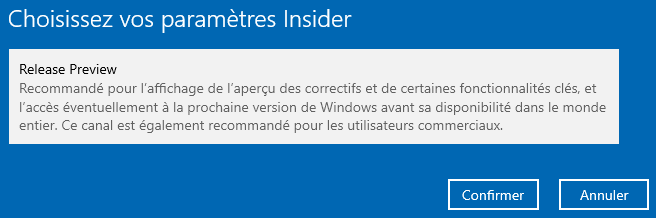 Choisissez vos paramètres Insider
Release Preview
Recommandé pour l'affichage de l'aperçu des correctifs et de certaines fonctionnalités clés, et
l'accès éventuellement à la prochaine version de Windows avant sa disponibilité dans le monde
entier. Ce canal est également recommandé pour les utilisateurs commerciaux.
Confirmer
Annuler